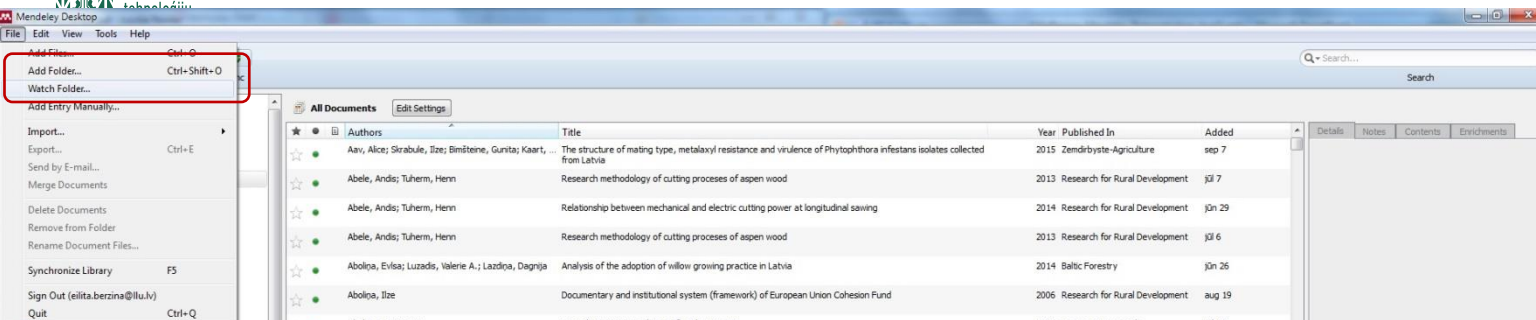 tehnoloģiju
Mendeley Desktop
File Edit View Tools Help
Add Files... Ctrl+O
Add Folder... Ctrl+Shift+O
Watch Folder...
Add Entry Manually...
Import...
Export... Ctrl+E
Send by E-mail...
Merge Documents
Delete Documents
Remove from Folder
Rename Document Files...
Synchronize Library F5
Sign Out (eilita.berzina@llu.lv)
Quit Ctrl+Q
Search...
Search
All Documents Edit Settings
Authors Title Year Published In Added
Aav, Alice; Skrabule, Ilze; Bimšteine, Gunita; Kaart, ... The structure of mating type, metalaxyl resistance and virulence of Phytophthora infestans isolates collected 2015 Zemdirbyste-Agriculture sep 7
from Latvia
Abele, Andis; Tuherm, Henn Research methodology of cutting proceses of aspen wood 2013 Research for Rural Development jūl 7
Abele, Andis; Tuherm, Henn Relationship between mechanical and electric cutting power at longitudinal sawing 2014 Research for Rural Development jūn 29
Abele, Andis; Tuherm, Henn Research methodology of cutting proceses of aspen wood 2013 Research for Rural Development jūl 6
Aboliņa, Evīsa; Luzadis, Valerie A.; Lazdiņa, Dagnija Analysis of the adoption of willow growing practice in Latvia 2014 Baltic Forestry jūn 26
Aboliņa, Ilze Documentary and institutional system (framework) of European Union Cohesion Fund 2006 Research for Rural Development aug 19
Details Notes Contents Enrichments